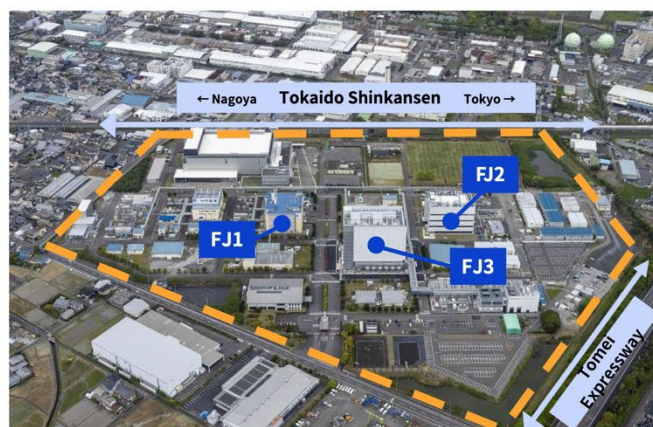 ← Nagoya Tokaido Shinkansen Tokyo →
FJ2
FJ1
FJ3
Tomei
Expressway